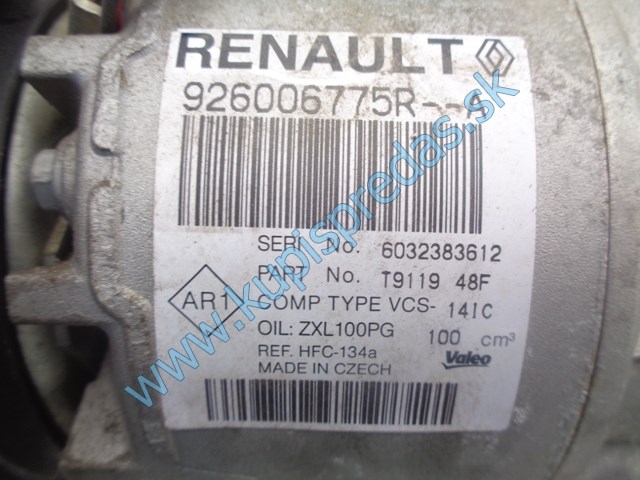 RENAULT
926006775R--A
SERI No. 6032383612
PART No. T9119 48F
AR1
COMP TYPE VCS- 14IC
OIL: ZXL100PG 100 cm³
REF. HFC-134a
MADE IN CZECH
Valeo
www.kupispredas.sk